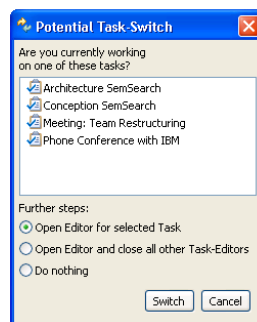 Potential Task-Switch
Are you currently working
on one of these tasks?
Architecture SemSearch
Conception SemSearch
Meeting: Team Restructuring
Phone Conference with IBM
Further steps:
Open Editor for selected Task
Open Editor and close all other Task-Editors
Do nothing
Switch Cancel